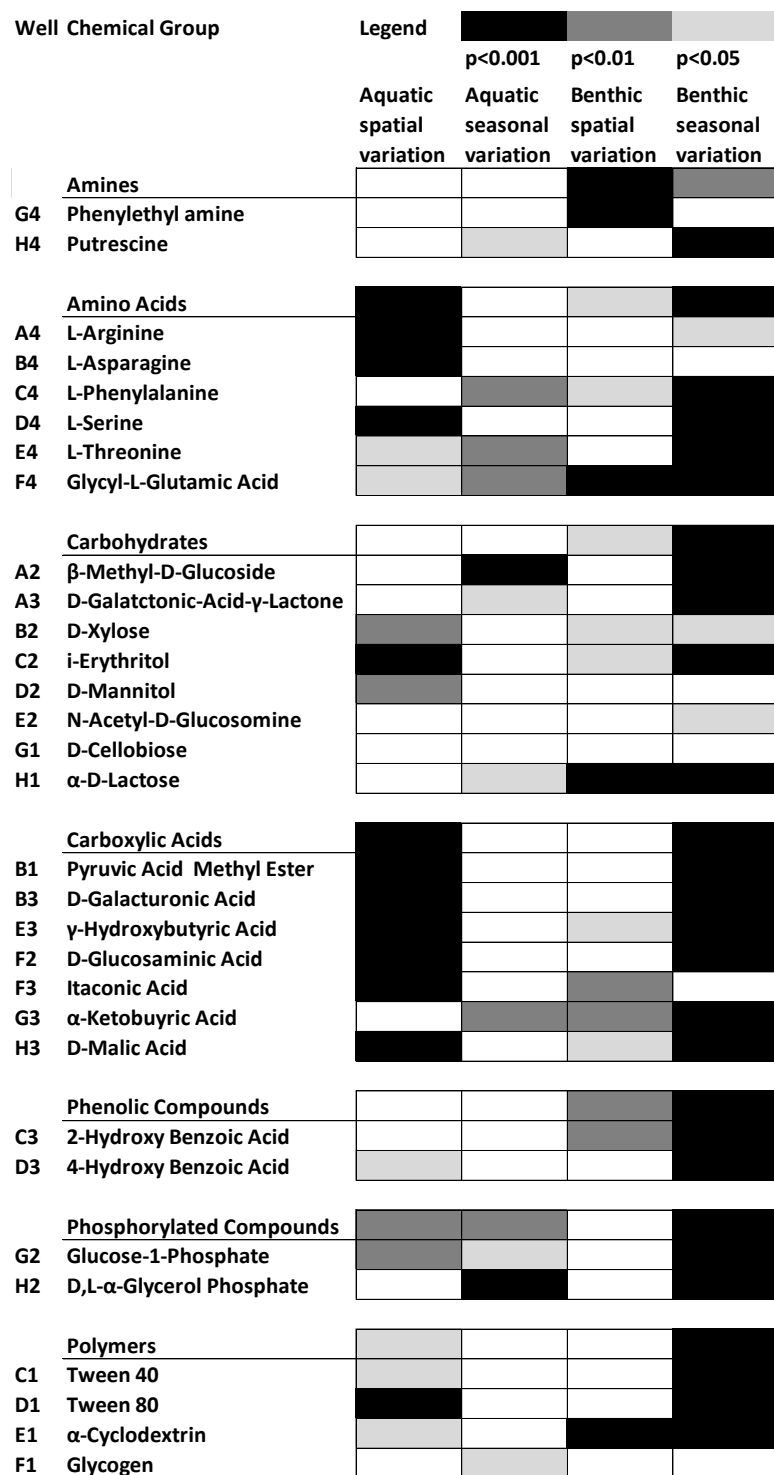 Well Chemical Group Legend
p<0.001 p<0.01 p<0.05
Aquatic Aquatic Benthic Benthic
spatial seasonal spatial seasonal
variation variation variation variation
Amines
G4 Phenylethyl amine
H4 Putrescine
Amino Acids
A4 L-Arginine
B4 L-Asparagine
C4 L-Phenylalanine
D4 L-Serine
E4 L-Threonine
F4 Glycyl-L-Glutamic Acid
Carbohydrates
A2 β-Methyl-D-Glucoside
A3 D-Galatctonic-Acid-γ-Lactone
B2 D-Xylose
C2 i-Erythritol
D2 D-Mannitol
E2 N-Acetyl-D-Glucosomine
G1 D-Cellobiose
H1 α-D-Lactose
Carboxylic Acids
B1 Pyruvic Acid Methyl Ester
B3 D-Galacturonic Acid
E3 γ-Hydroxybutyric Acid
F2 D-Glucosaminic Acid
F3 Itaconic Acid
G3 α-Ketobuyric Acid
H3 D-Malic Acid
Phenolic Compounds
C3 2-Hydroxy Benzoic Acid
D3 4-Hydroxy Benzoic Acid
Phosphorylated Compounds
G2 Glucose-1-Phosphate
H2 D,L-α-Glycerol Phosphate
Polymers
C1 Tween 40
D1 Tween 80
E1 α-Cyclodextrin
F1 Glycogen